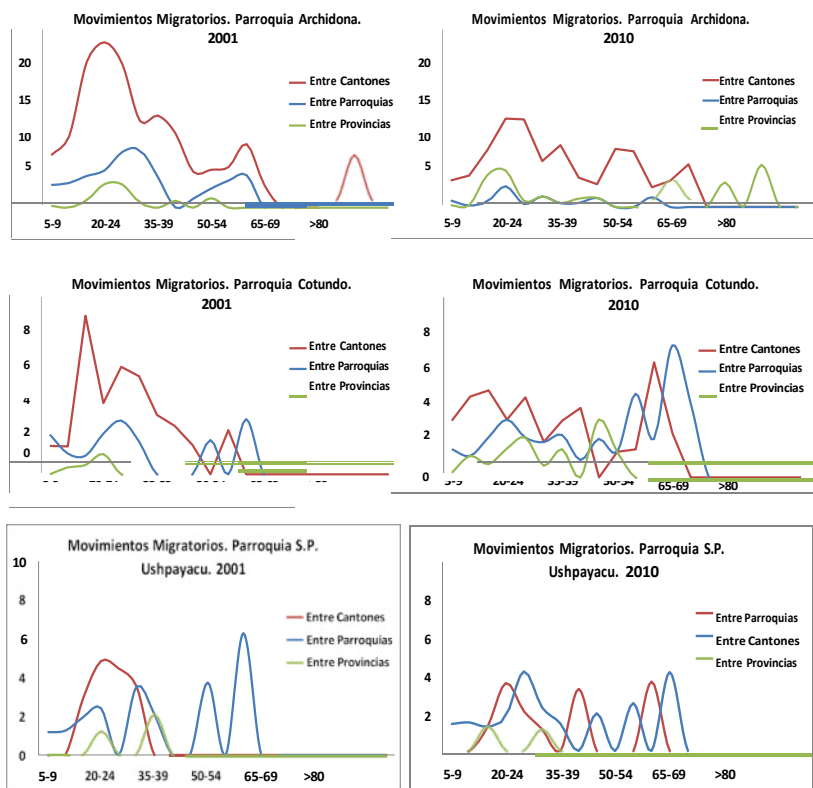 Movimientos Migratorios. Parroquia Archidona.
2001
20
15
10
5
Entre Cantones
Entre Parroquias
Entre Provincias
5-9 20-24 35-39 50-54 65-69 >80
Movimientos Migratorios. Parroquia Archidona.
2010
20
15
10
5
Entre Cantones
Entre Parroquias
Entre Provincias
5-9 20-24 35-39 50-54 65-69 >80
Movimientos Migratorios. Parroquia Cotundo.
2001
8
6
4
2
0
Entre Cantones
Entre Parroquias
Entre Provincias
Movimientos Migratorios. Parroquia Cotundo.
2010
8
6
4
2
0
Entre Cantones
Entre Parroquias
Entre Provincias
5-9 20-24 35-39 50-54 65-69 >80
Movimientos Migratorios. Parroquia S.P.
Ushpayacu. 2001
10
8
6
4
2
0
Entre Cantones
Entre Parroquias
Entre Provincias
5-9 20-24 35-39 50-54 65-69 >80
Movimientos Migratorios. Parroquia S.P.
Ushpayacu. 2010
8
6
4
2
Entre Parroquias
Entre Cantones
Entre Provincias
5-9 20-24 35-39 50-54 65-69 >80